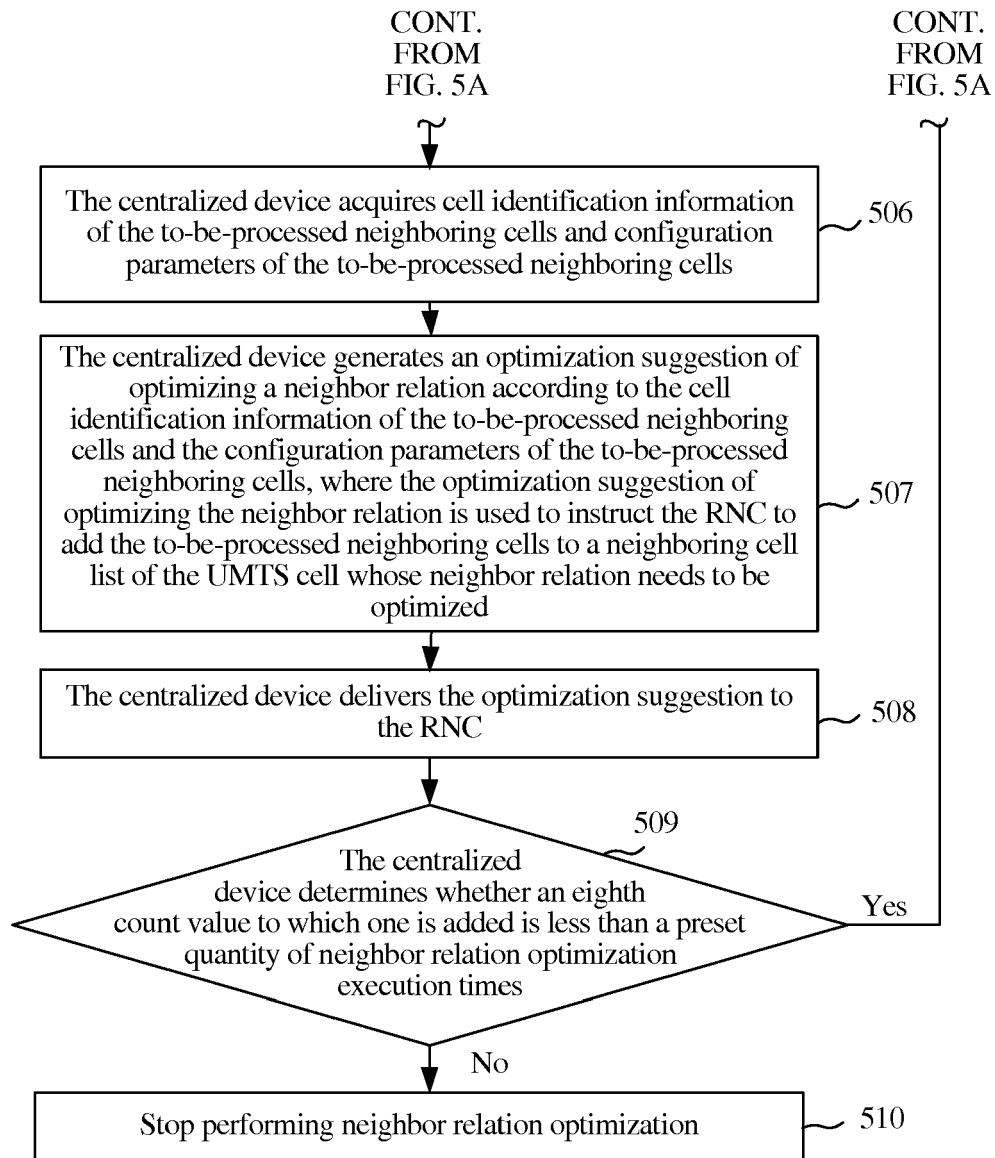 CONT.
FROM
FIG. 5A
CONT.
FROM
FIG. 5A
The centralized device acquires cell identification information
of the to-be-processed neighboring cells and configuration
parameters of the to-be-processed neighboring cells
506
The centralized device generates an optimization suggestion of
optimizing a neighbor relation according to the cell
identification information of the to-be-processed neighboring
cells and the configuration parameters of the to-be-processed
neighboring cells, where the optimization suggestion of
optimizing the neighbor relation is used to instruct the RNC to
add the to-be-processed neighboring cells to a neighboring cell
list of the UMTS cell whose neighbor relation needs to be
optimized
507
The centralized device delivers the optimization suggestion to
the RNC
508
509
The centralized
device determines whether an eighth
count value to which one is added is less than a preset
quantity of neighbor relation optimization
execution times
Yes
No
Stop performing neighbor relation optimization
510